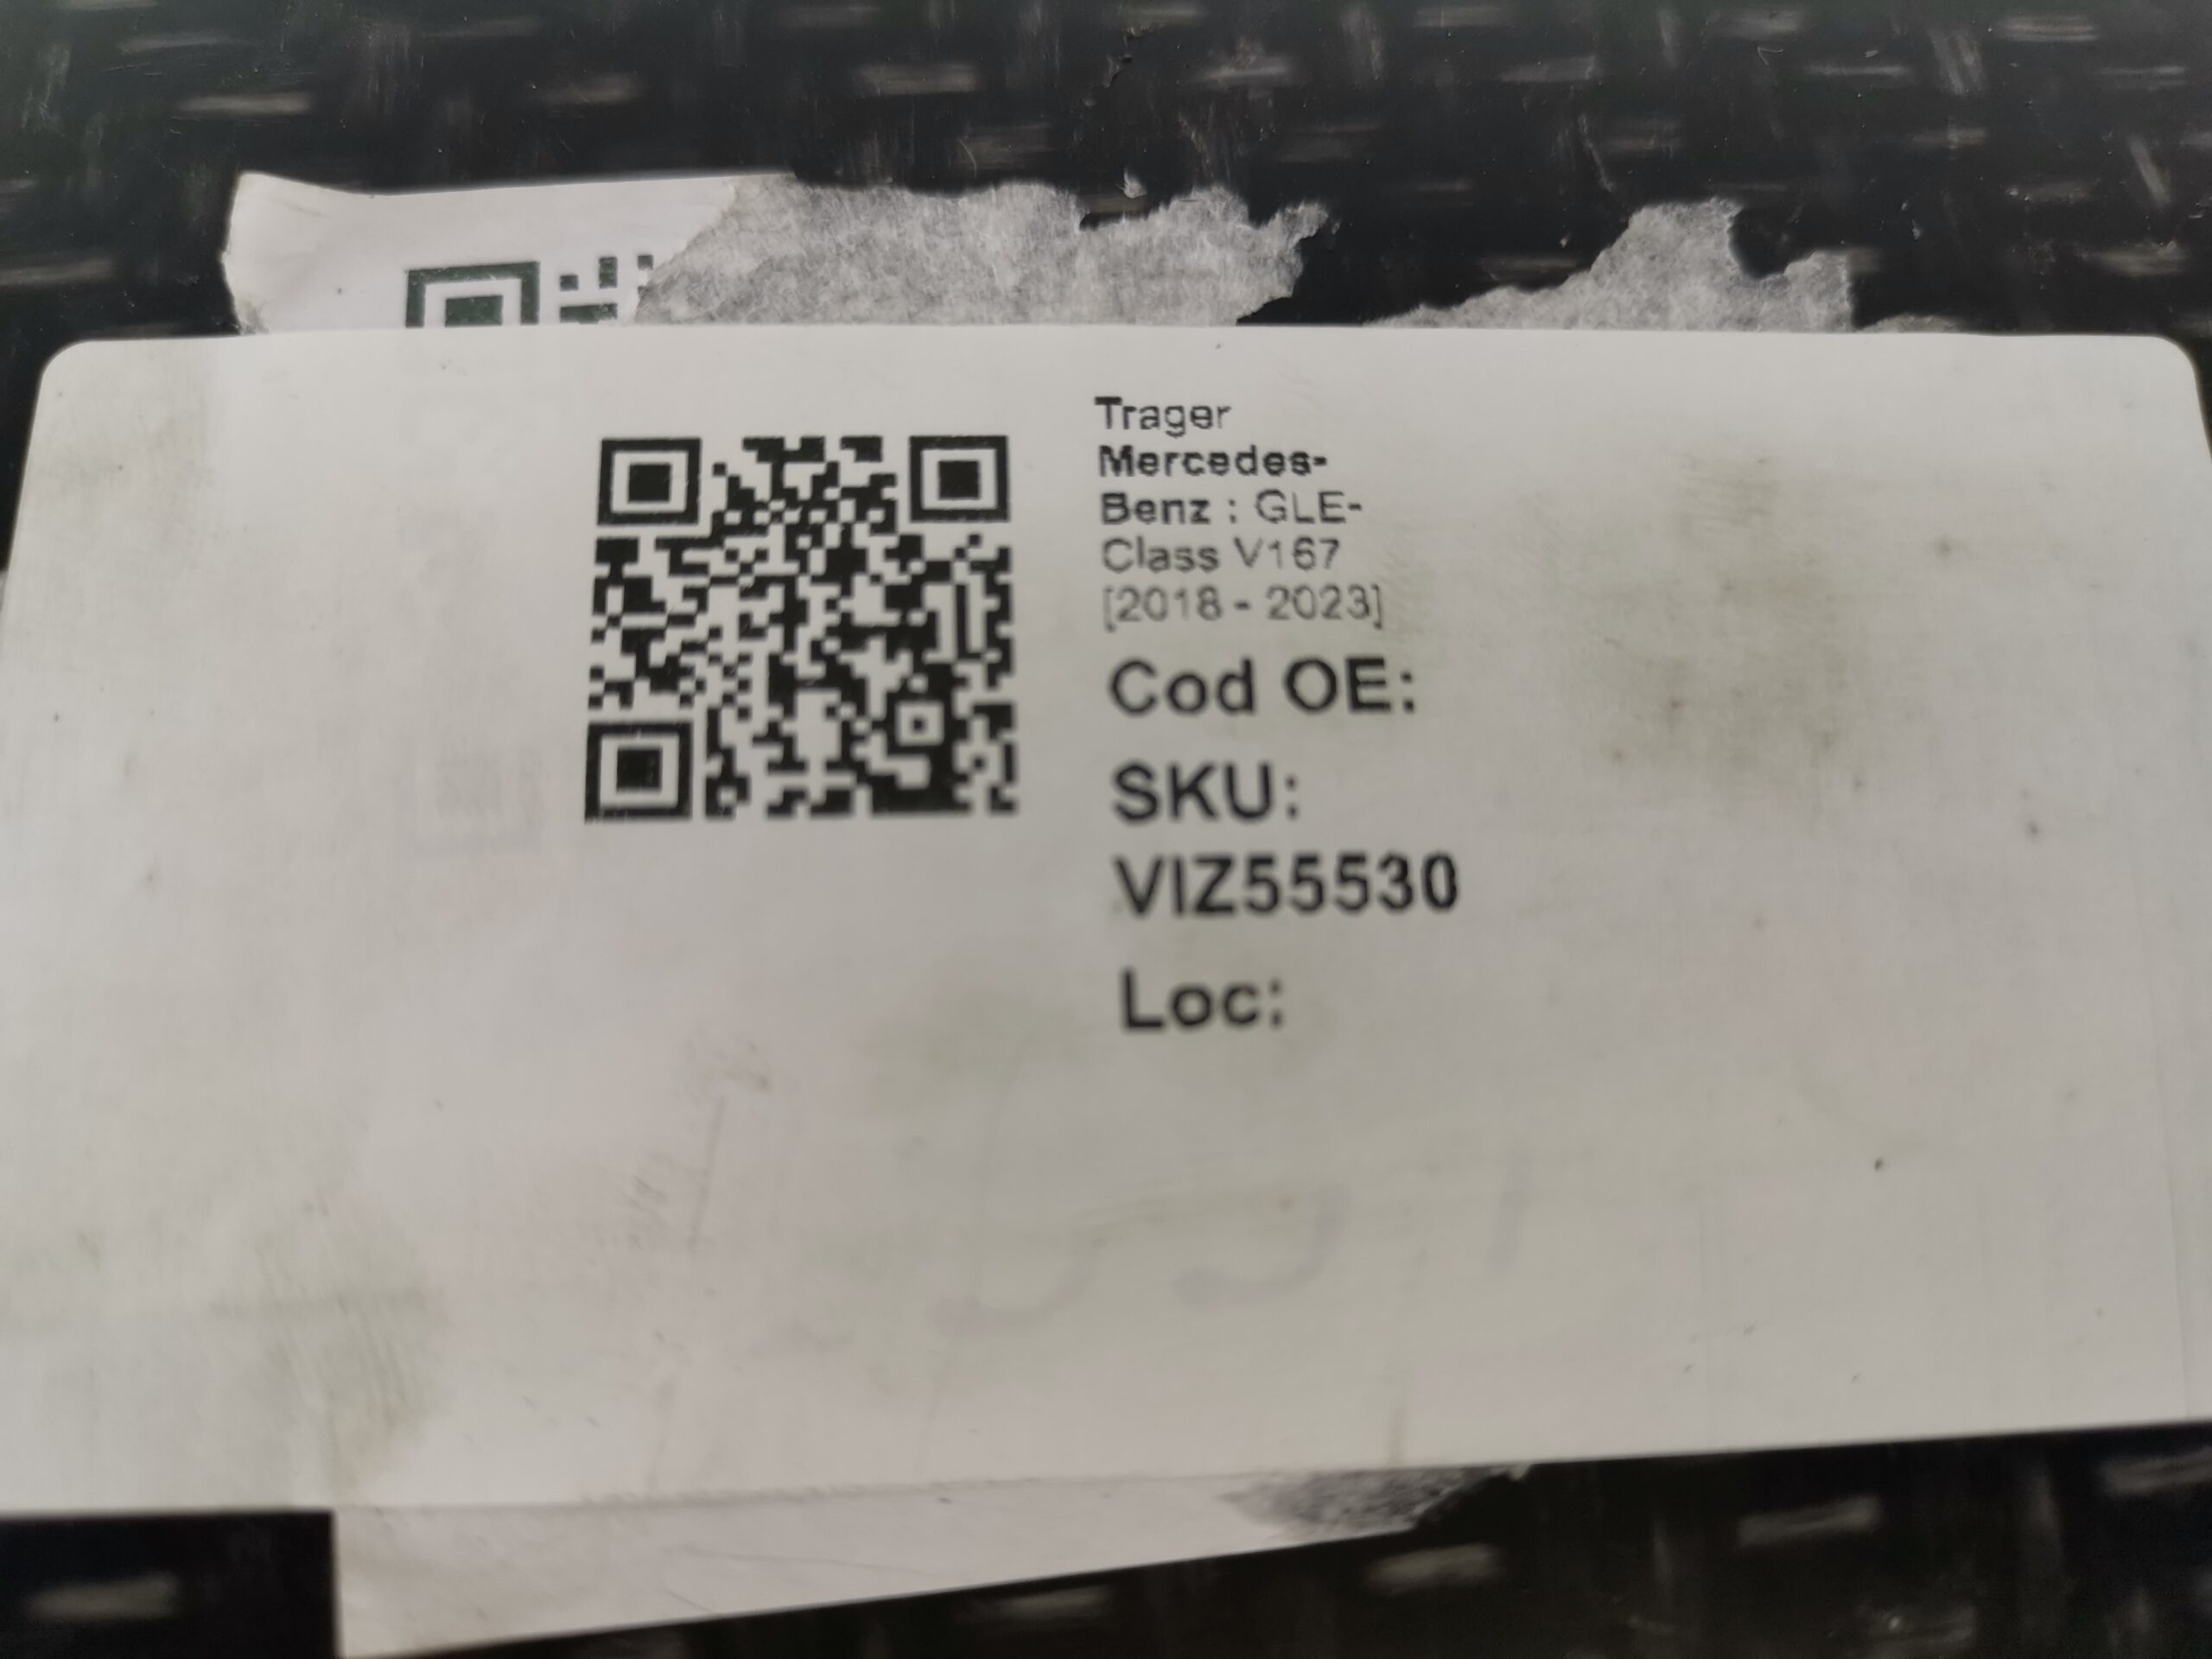 Trager
Mercedes-
Benz : GLE-
Class V167
[2018 - 2023]
Cod OE:
SKU:
VIZ55530
Loc: